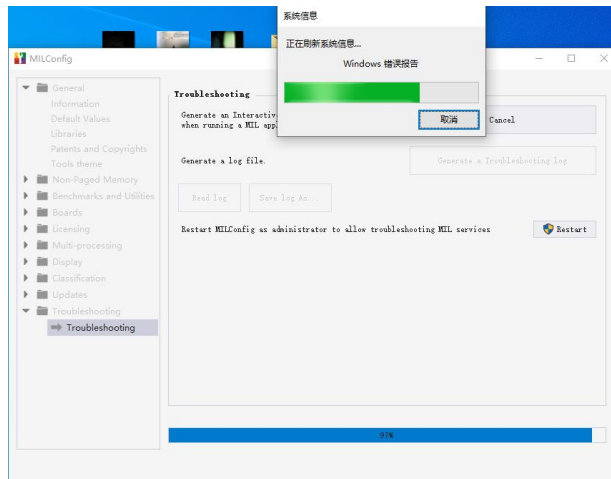 系统信息
正在刷新系统信息...
Windows 错误报告
取消
MILConfig
General
Information
Default Values
Libraries
Patents and Copyrights
Tools theme
Non-Paged Memory
Benchmarks and Utilities
Boards
Licensing
Multi-processing
Display
Classification
Updates
Troubleshooting
Troubleshooting
Troubleshooting
Generate an Interactiv
when running a MIL app
Cancel
Generate a log file.
Generate a Troubleshooting log
Read log
Save log As...
Restart MILConfig as administrator to allow troubleshooting MIL services
Restart
97%